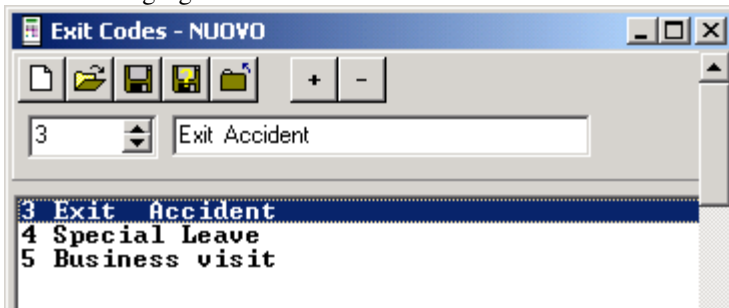 Exit Codes - NUOVO
+ -
3 Exit Accident
3 Exit Accident
4 Special Leave
5 Business visit